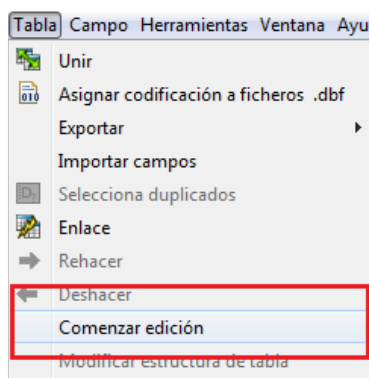 Tabla Campo Herramientas Ventana Ayu
Unir
010 Asignar codificación a ficheros .dbf
Exportar
Importar campos
Selecciona duplicados
Enlace
Rehacer
Deshacer
Comenzar edición
Modificar estructura de tabla